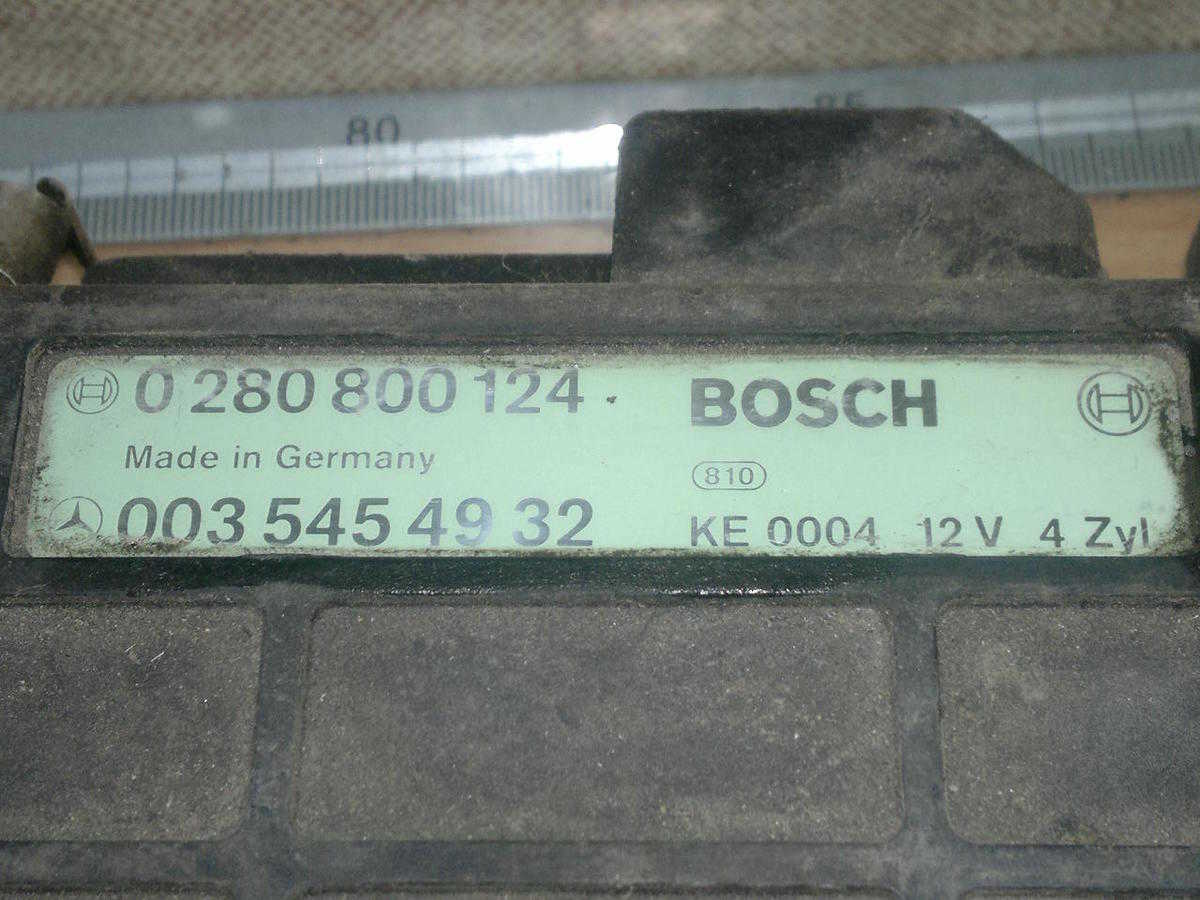 80
85
0 280 800 124
BOSCH
Made in Germany
810
003 545 49 32
KE 0004 12 V 4 Zyl